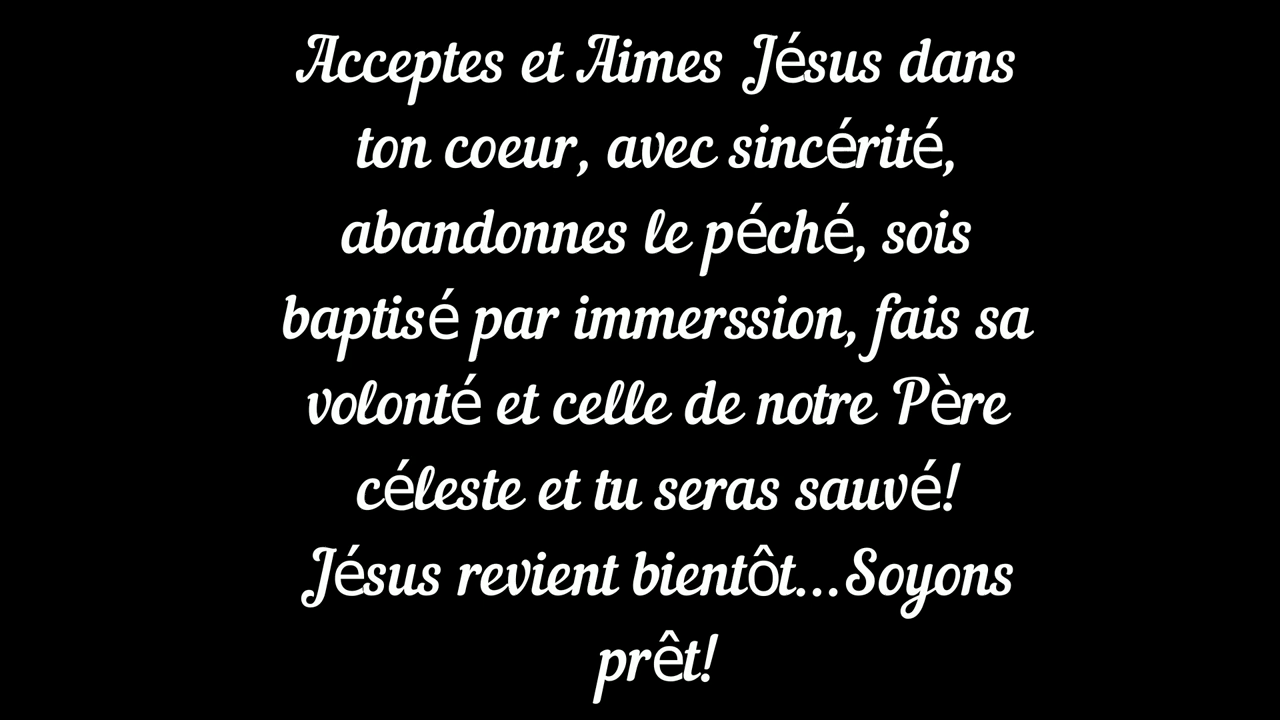 Acceptes et Aimes Jésus dans
ton coeur, avec sincérité,
abandonnes le péché, sois
baptisé par immerssion, fais sa
volonté et celle de notre Père
céleste et tu seras sauvé!
Jésus revient bientôt...Soyons
prêt!